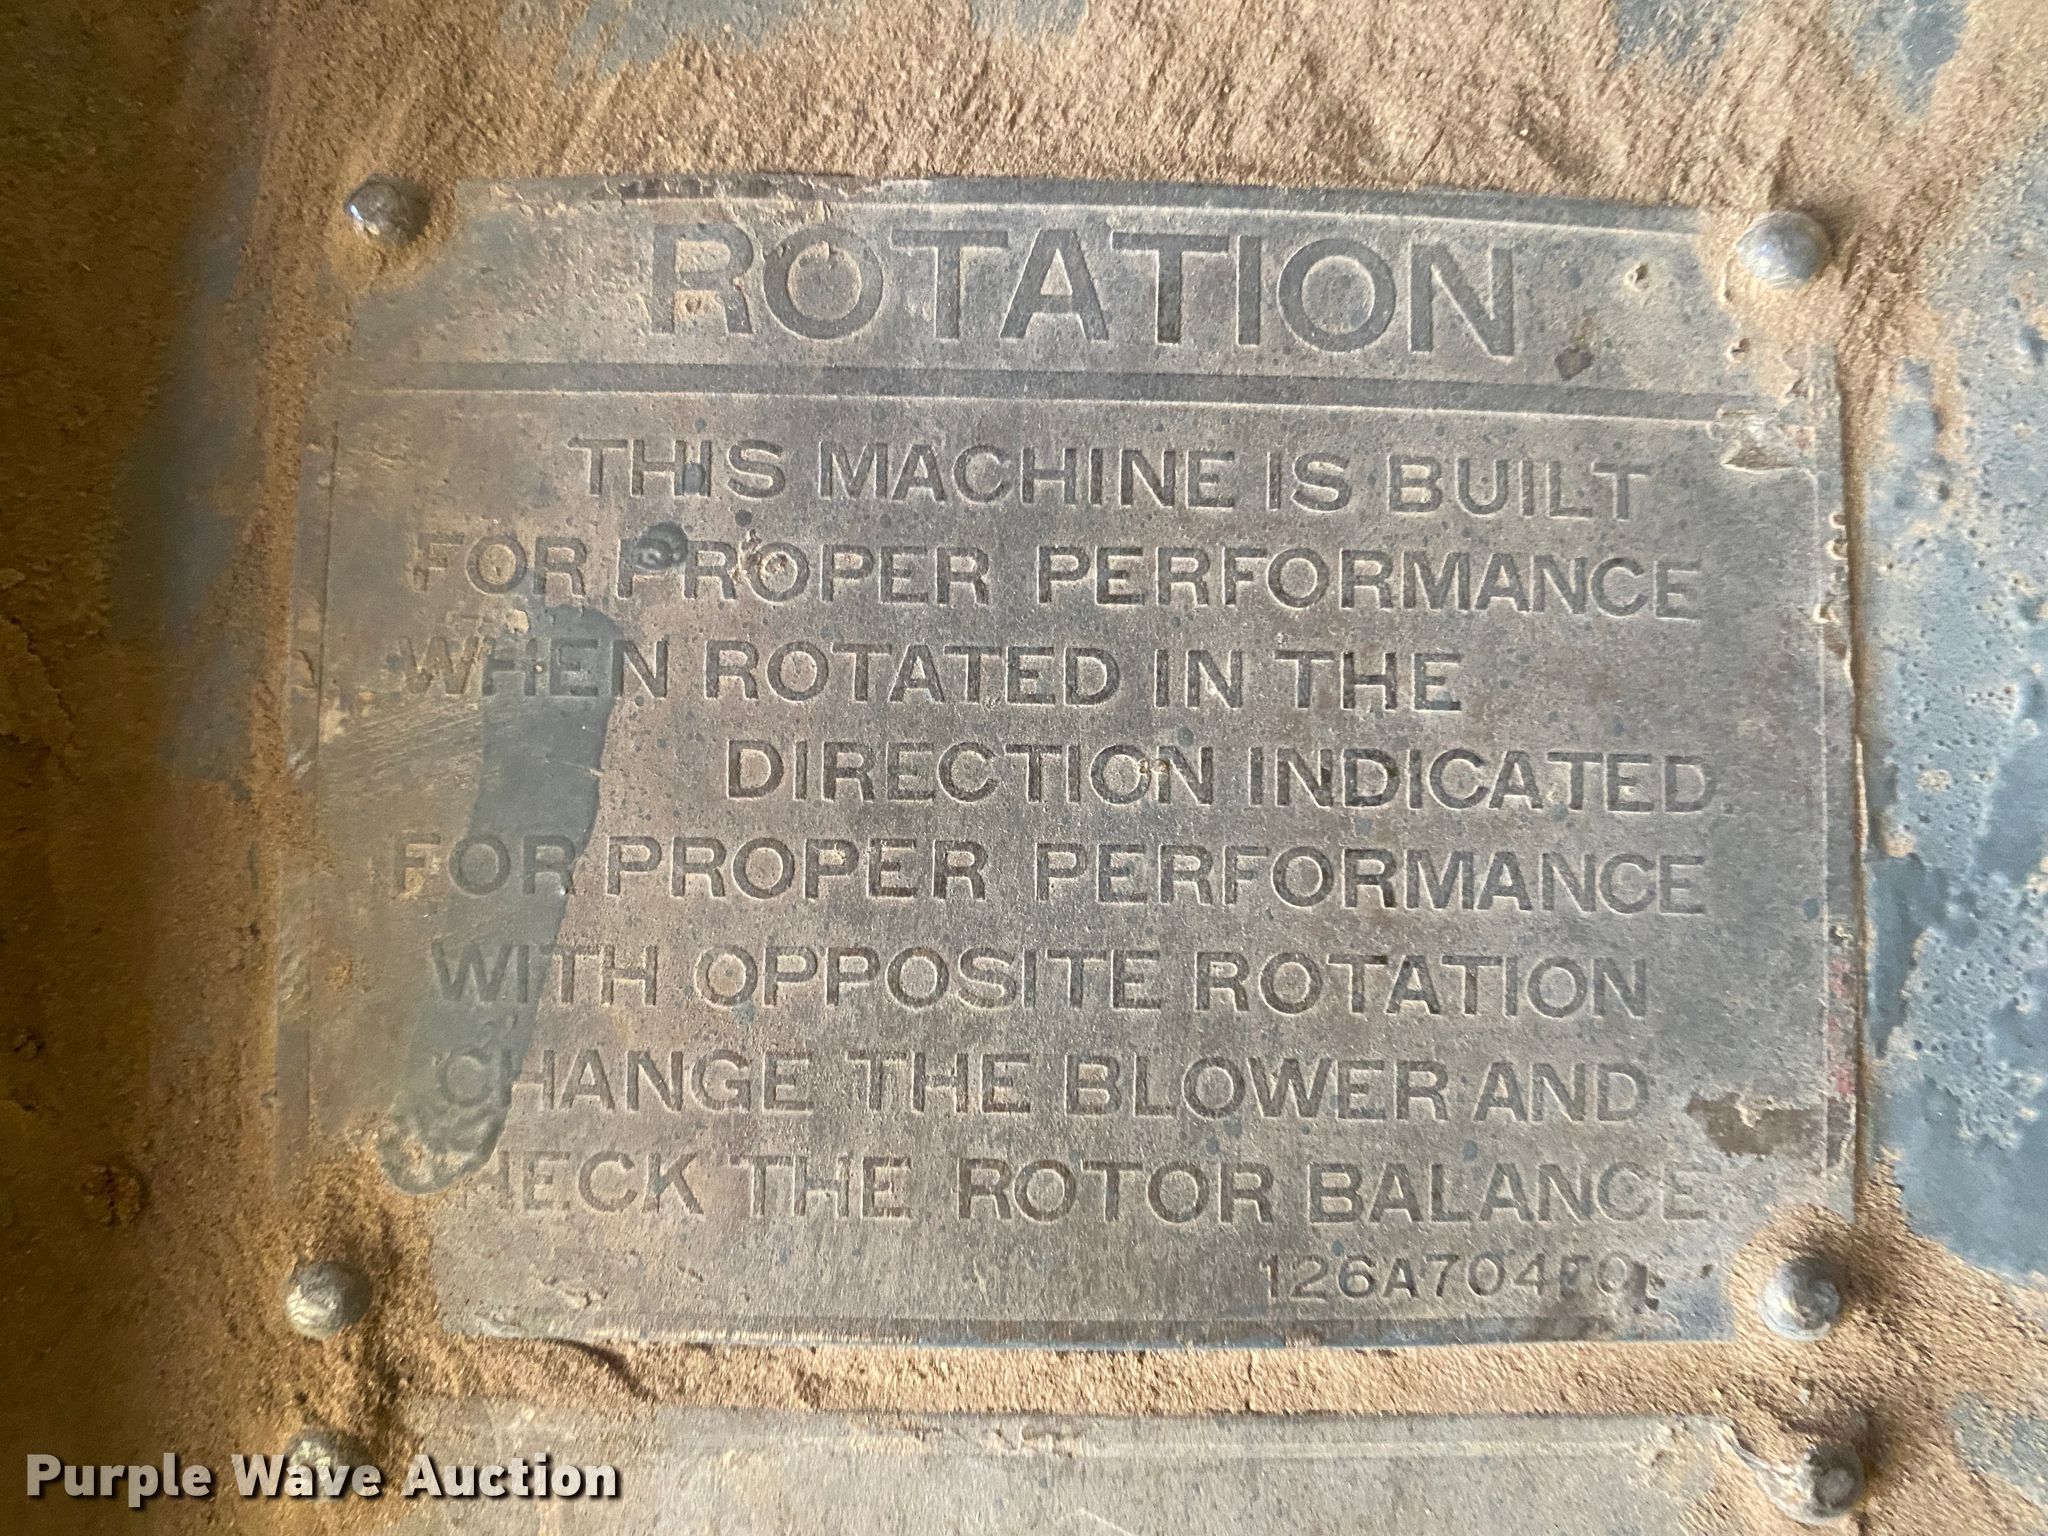 ROTATION
THIS MACHINE IS BUILT
FOR PROPER PERFORMANCE
WHEN ROTATED IN THE
DIRECTION INDICATED.
FOR PROPER PERFORMANCE
WITH OPPOSITE ROTATION
CHANGE THE BLOWER AND
CHECK THE ROTOR BALANCE.
Purple Wave Auction